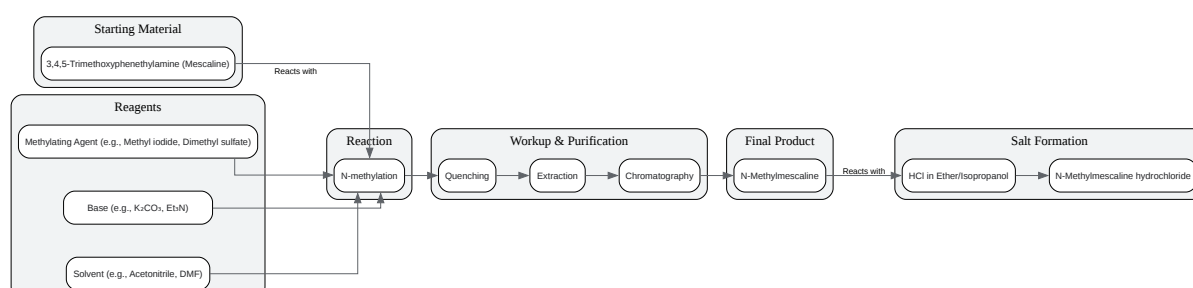 Starting Material
3,4,5-Trimethoxyphenethylamine (Mescaline)
Reacts with
Reagents
Methylating Agent (e.g., Methyl iodide, Dimethyl sulfate)
Base (e.g., K₂CO₃, Et₃N)
Solvent (e.g., Acetonitrile, DMF)
Reaction
N-methylation
Workup & Purification
Quenching
Extraction
Chromatography
Final Product
N-Methylmescaline
Reacts with
Salt Formation
HCl in Ether/Isopropanol
N-Methylmescaline hydrochloride